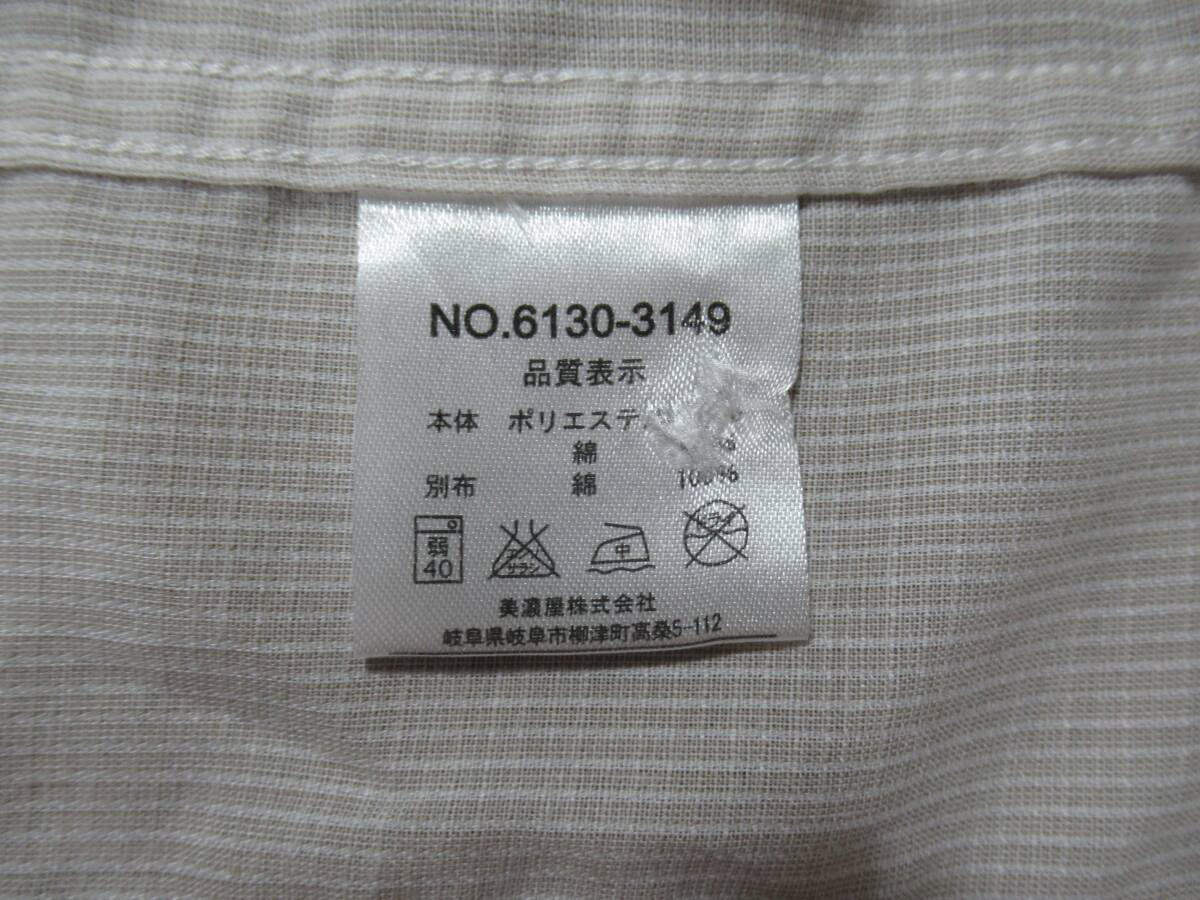 NO.6130-3149
品質表示
本体 ポリエステ
綿 %
別布 綿 100%
弱 40 中
美濃屋株式会社
岐阜県岐阜市柳津町高桑5-112